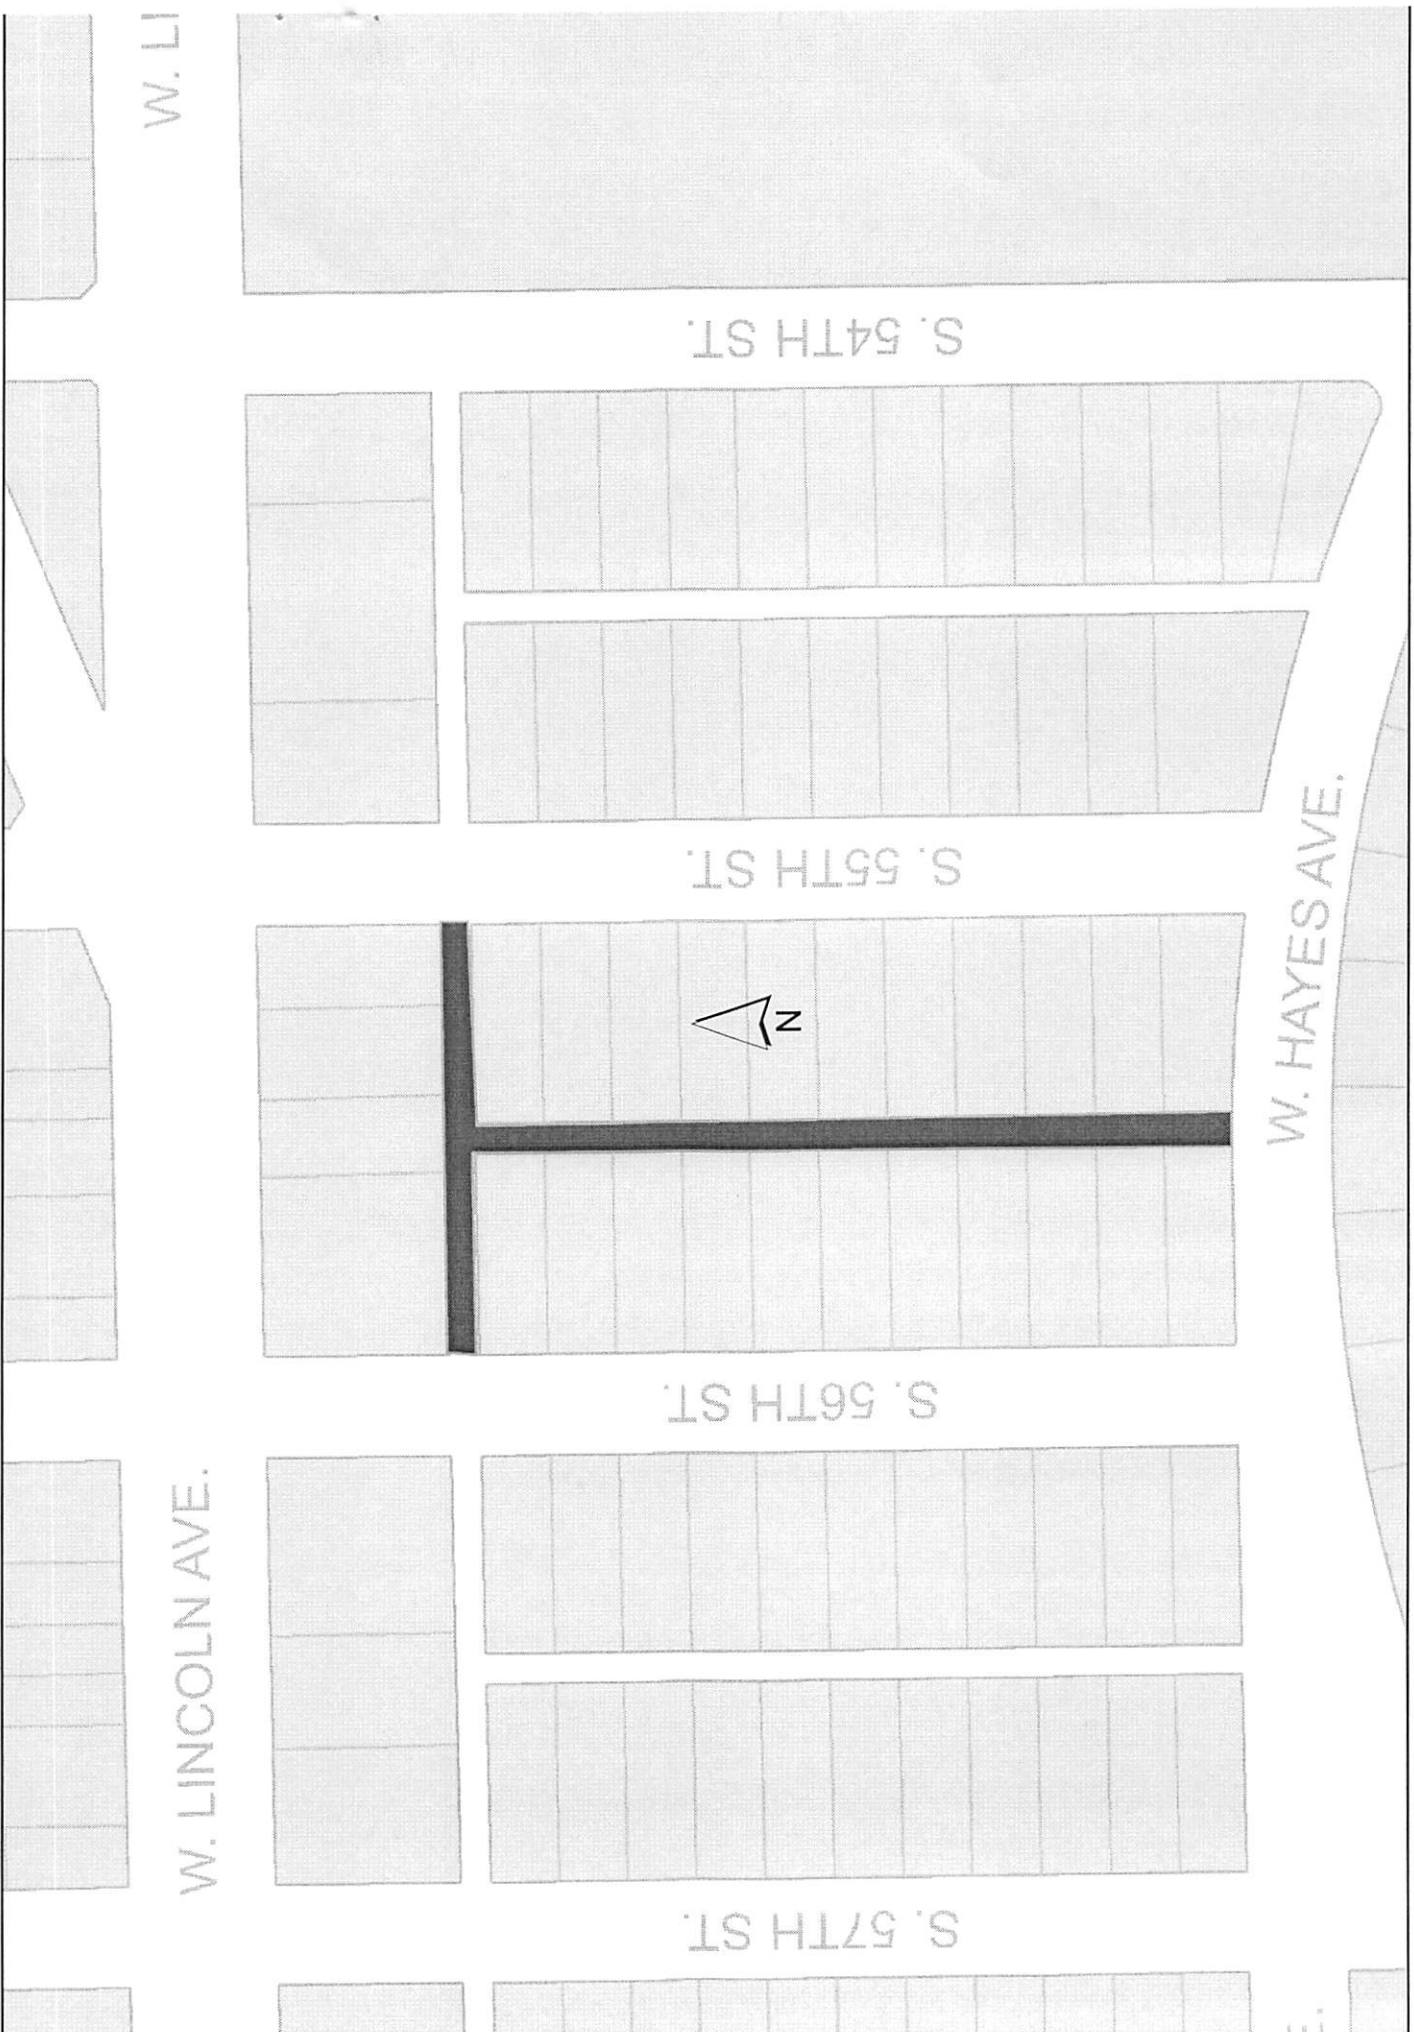 W. LI
S. 54TH ST.
S. 55TH ST.
W. HAYES AVE.
N
S. 56TH ST.
W. LINCOLN AVE.
S. 57TH ST.
E.